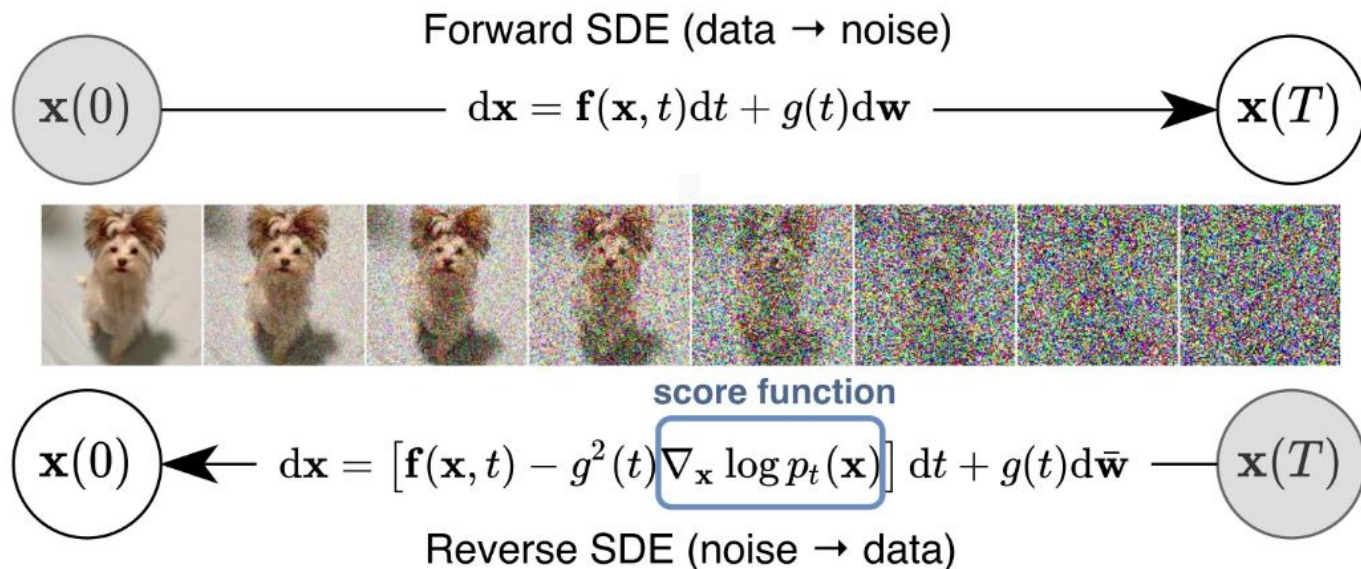 Forward SDE (data → noise)
x(0) dx = f(x, t)dt + g(t)dw x(T)
score function
x(0) dx = [f(x, t) − g²(t)∇ₓ log pₜ(x)] dt + g(t)dw̄ x(T)
Reverse SDE (noise → data)